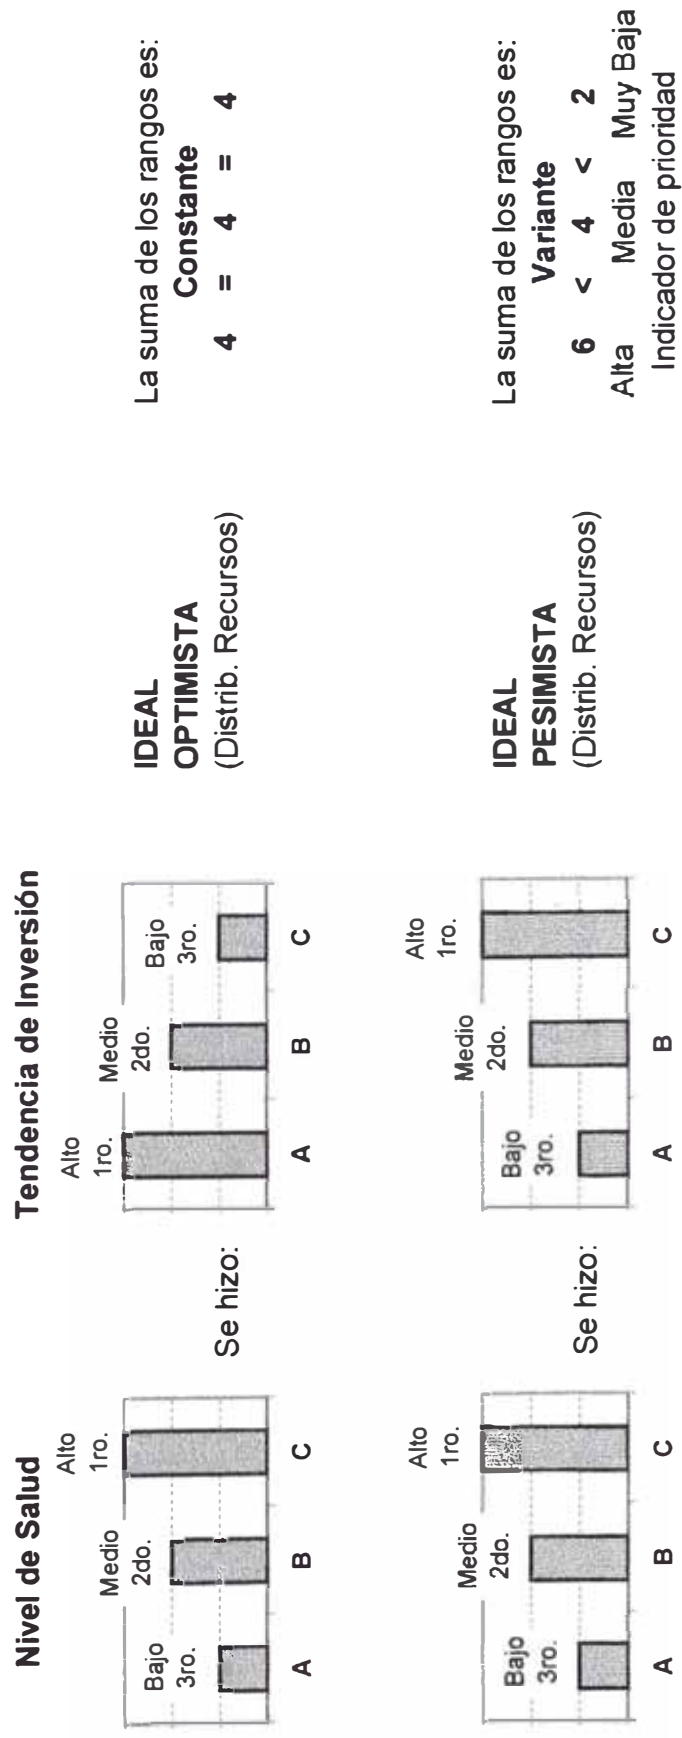 Nivel de Salud
Tendencia de Inversión
Bajo
3ro.
Medio
2do.
Alto
1ro.
A B C
Se hizo:
Alto
1ro.
Medio
2do.
Bajo
3ro.
A B C
IDEAL
OPTIMISTA
(Distrib. Recursos)
La suma de los rangos es:
Constante
4 = 4 = 4
Bajo
3ro.
Medio
2do.
Alto
1ro.
A B C
Se hizo:
Bajo
3ro.
Medio
2do.
Alto
1ro.
A B C
IDEAL
PESIMISTA
(Distrib. Recursos)
La suma de los rangos es:
Variante
6 < 4 < 2
Alta Media Muy Baja
Indicador de prioridad